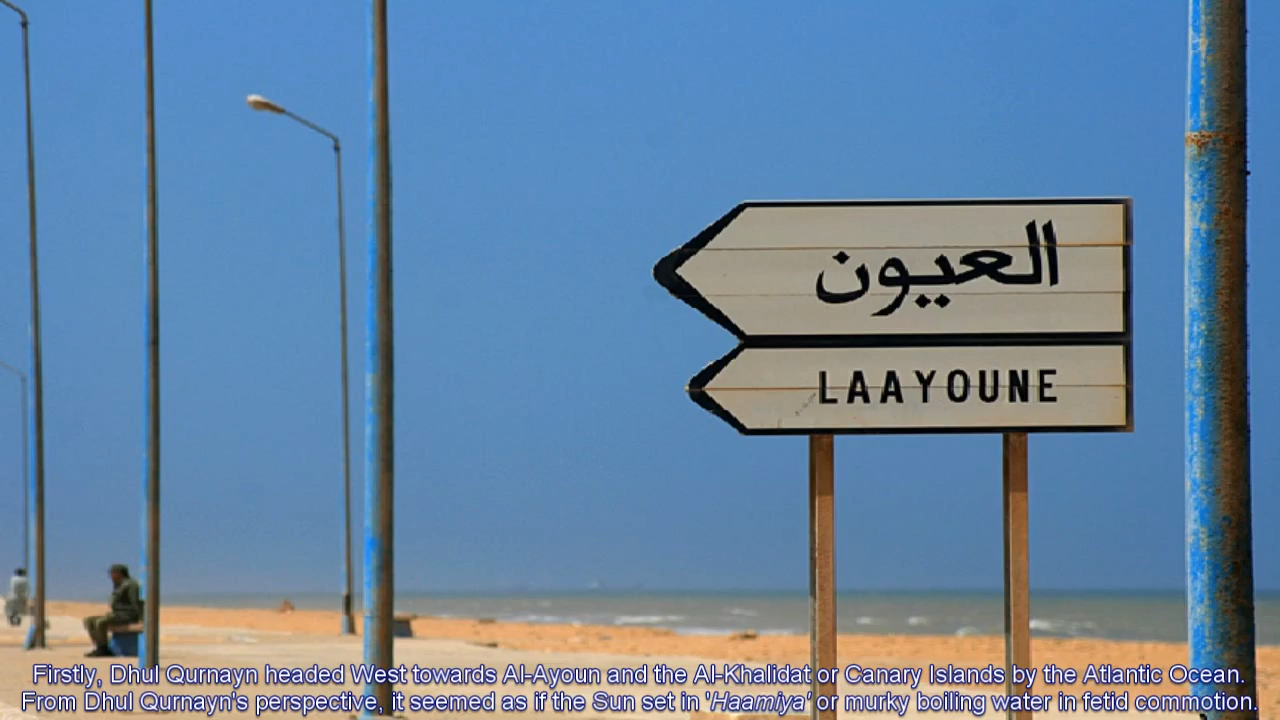 العيون
LAAYOUNE
Firstly, Dhul Qurnayn headed West towards Al-Ayoun and the Al-Khalidat or Canary Islands by the Atlantic Ocean.
From Dhul Qurnayn's perspective, it seemed as if the Sun set in 'Haamiya' or murky boiling water in fetid commotion.